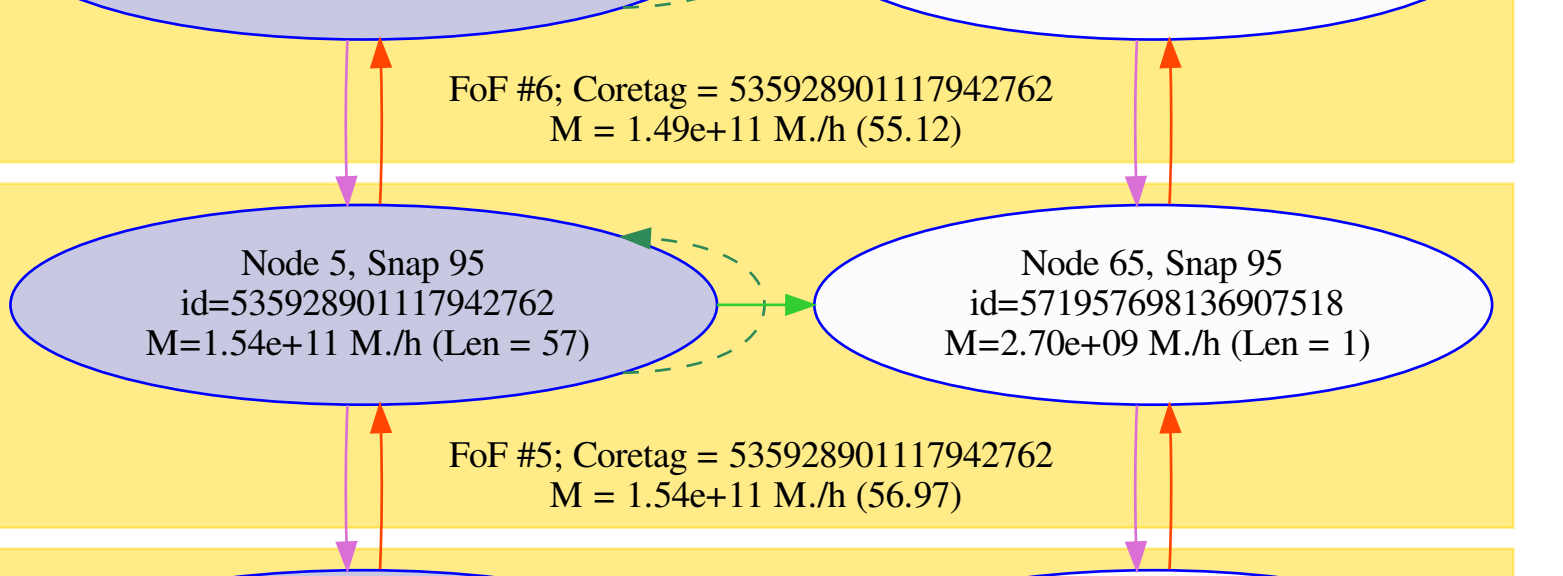 FoF #6; Coretag = 535928901117942762
M = 1.49e+11 M./h (55.12)
Node 5, Snap 95
id=535928901117942762
M=1.54e+11 M./h (Len = 57)
Node 65, Snap 95
id=571957698136907518
M=2.70e+09 M./h (Len = 1)
FoF #5; Coretag = 535928901117942762
M = 1.54e+11 M./h (56.97)